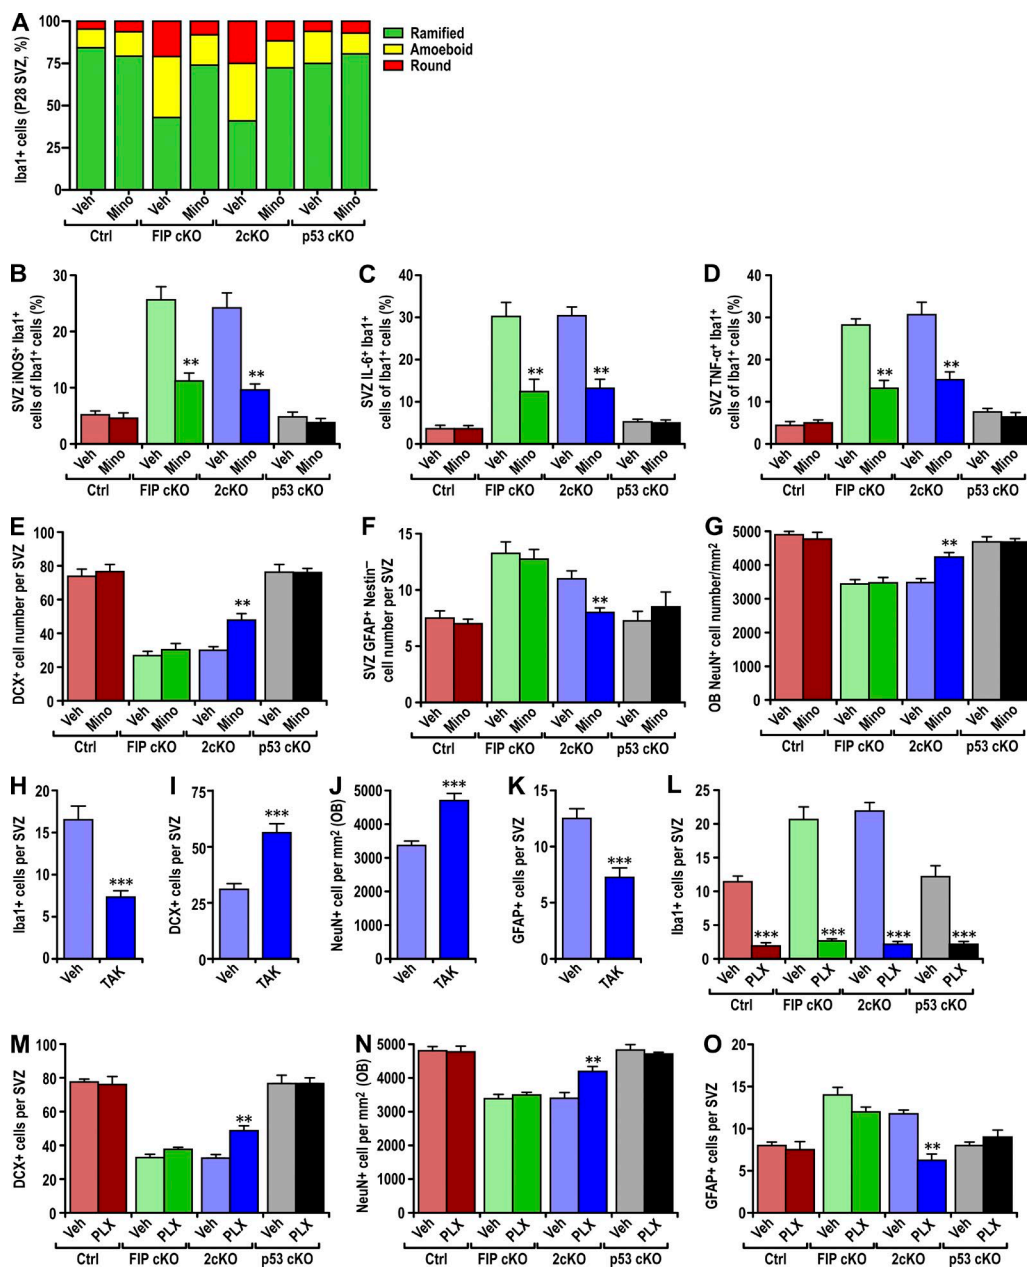 A
Iba1+ cells (P28 SVZ, %)
100
75
50
25
0
Ramified
Amoeboid
Round
Veh Mino Veh Mino Veh Mino Veh Mino
Ctrl FIP cKO 2cKO p53 cKO
B
SVZ iNOS⁺ Iba1⁺
cells of Iba1⁺ cells (%)
30
20
10
0
** **
Veh Mino Veh Mino Veh Mino Veh Mino
Ctrl FIP cKO 2cKO p53 cKO
C
SVZ IL-6⁺ Iba1⁺
cells of Iba1⁺ cells (%)
40
30
20
10
0
** **
Veh Mino Veh Mino Veh Mino Veh Mino
Ctrl FIP cKO 2cKO p53 cKO
D
SVZ TNF-α⁺ Iba1⁺
cells of Iba1⁺ cells (%)
40
30
20
10
0
** **
Veh Mino Veh Mino Veh Mino Veh Mino
Ctrl FIP cKO 2cKO p53 cKO
E
DCX⁺ cell number per SVZ
100
80
60
40
20
0
**
Veh Mino Veh Mino Veh Mino Veh Mino
Ctrl FIP cKO 2cKO p53 cKO
F
SVZ GFAP⁺ Nestin⁻
cell number per SVZ
15
10
5
0
**
Veh Mino Veh Mino Veh Mino Veh Mino
Ctrl FIP cKO 2cKO p53 cKO
G
OB NeuN⁺ cell number/mm²
5000
4000
3000
2000
1000
0
**
Veh Mino Veh Mino Veh Mino Veh Mino
Ctrl FIP cKO 2cKO p53 cKO
H
Iba1+ cells per SVZ
20
15
10
5
0
***
Veh TAK
I
DCX+ cells per SVZ
75
50
25
0
***
Veh TAK
J
NeuN+ cell per mm² (OB)
5000
4000
3000
2000
1000
0
***
Veh TAK
K
GFAP+ cells per SVZ
15
10
5
0
***
Veh TAK
L
Iba1+ cells per SVZ
25
20
15
10
5
0
*** *** *** ***
Veh PLX Veh PLX Veh PLX Veh PLX
Ctrl FIP cKO 2cKO p53 cKO
M
DCX+ cells per SVZ
100
80
60
40
20
0
**
Veh PLX Veh PLX Veh PLX Veh PLX
Ctrl FIP cKO 2cKO p53 cKO
N
NeuN+ cell per mm² (OB)
5000
4000
3000
2000
1000
0
**
Veh PLX Veh PLX Veh PLX Veh PLX
Ctrl FIP cKO 2cKO p53 cKO
O
GFAP+ cells per SVZ
20
15
10
5
0
**
Veh PLX Veh PLX Veh PLX Veh PLX
Ctrl FIP cKO 2cKO p53 cKO